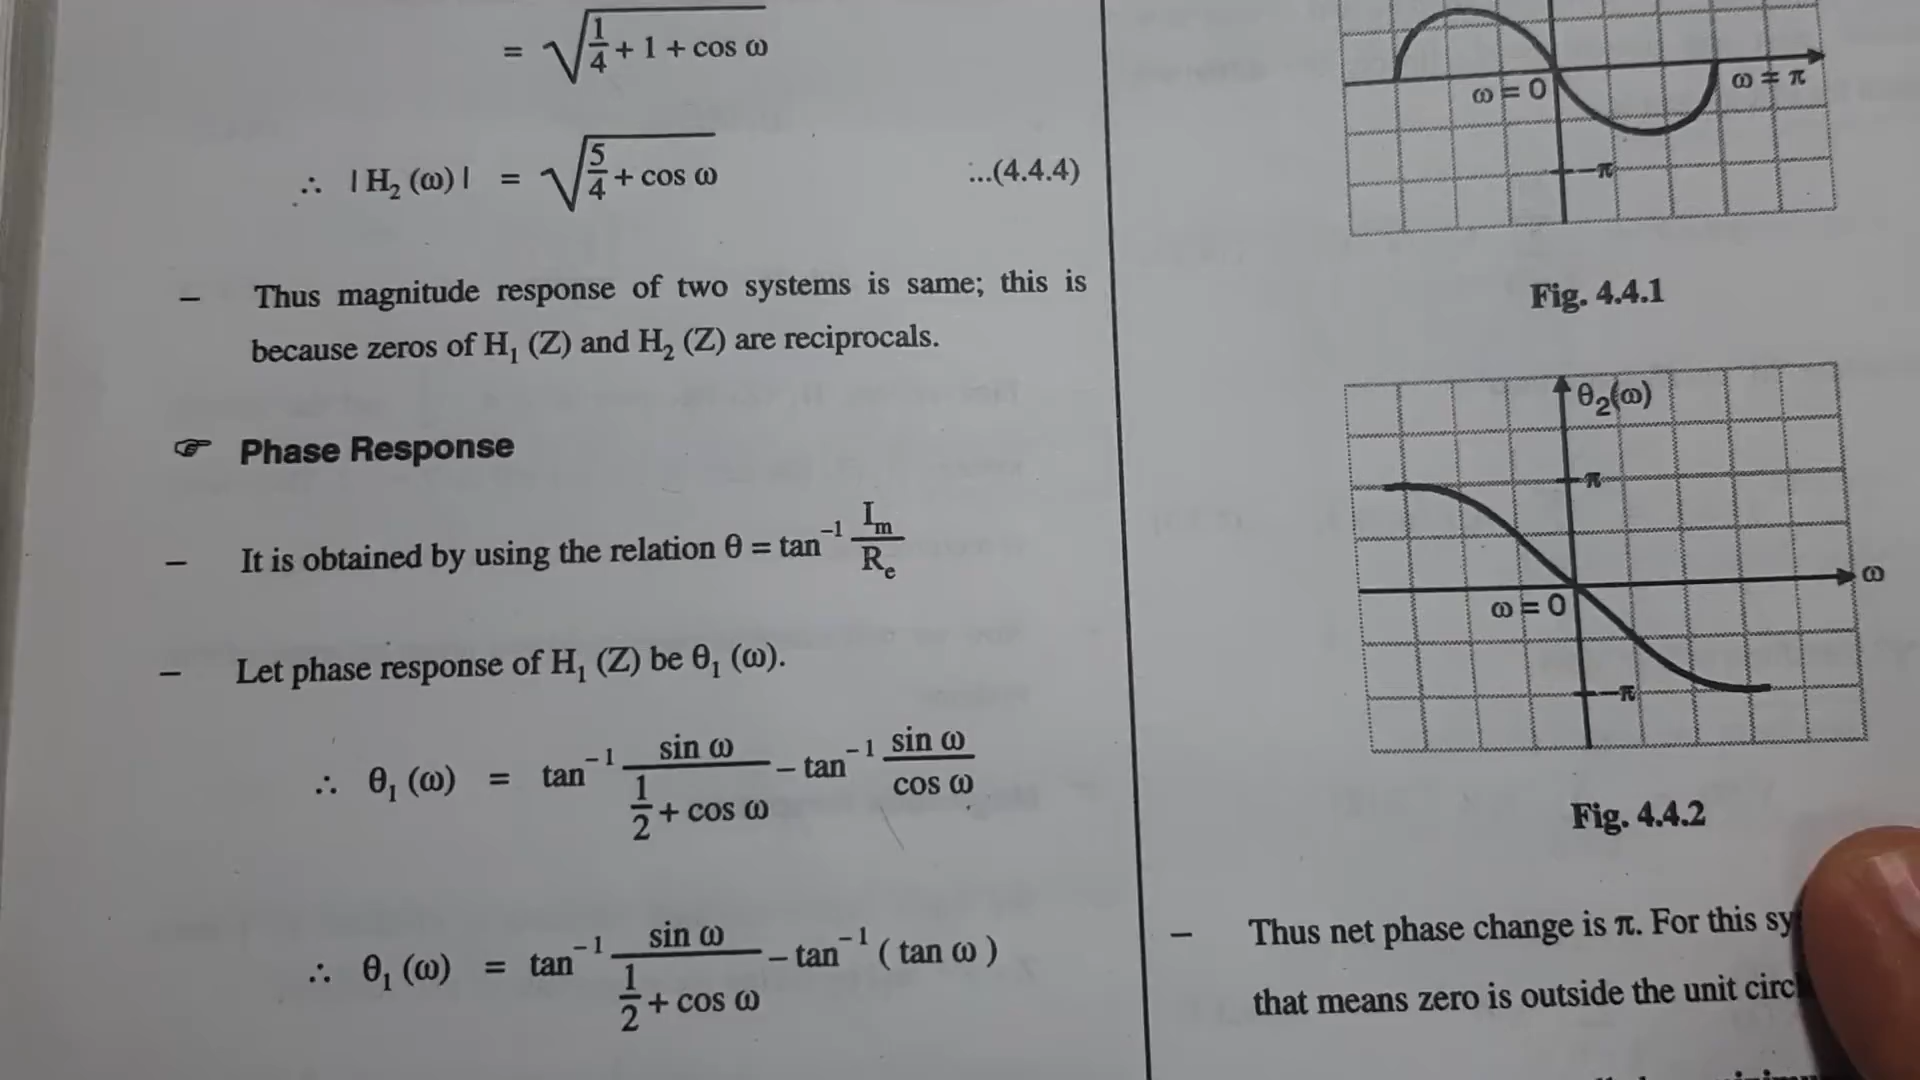 = √(1/4 + 1 + cos ω)
∴ | H₂ (ω) | = √(5/4 + cos ω) ...(4.4.4)
– Thus magnitude response of two systems is same; this is
because zeros of H₁ (Z) and H₂ (Z) are reciprocals.
☞ Phase Response
– It is obtained by using the relation θ = tan⁻¹ Iₘ/Rₑ
– Let phase response of H₁ (Z) be θ₁ (ω).
∴ θ₁ (ω) = tan⁻¹ sin ω/(1/2 + cos ω) – tan⁻¹ sin ω/cos ω
∴ θ₁ (ω) = tan⁻¹ sin ω/(1/2 + cos ω) – tan⁻¹ ( tan ω )
ω = 0
ω = π
–π
Fig. 4.4.1
θ₂(ω)
π
ω
ω = 0
–π
Fig. 4.4.2
– Thus net phase change is π. For this
that means zero is outside the unit